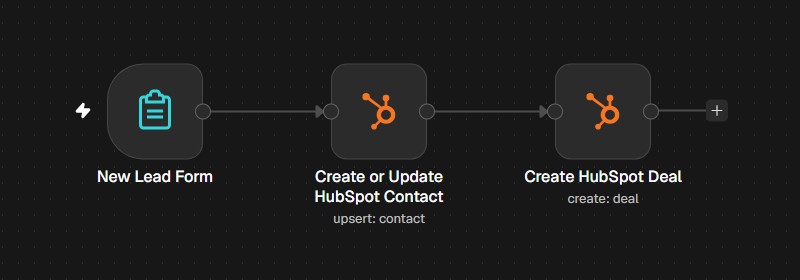 New Lead Form
Create or Update
HubSpot Contact
upsert: contact
Create HubSpot Deal
create: deal